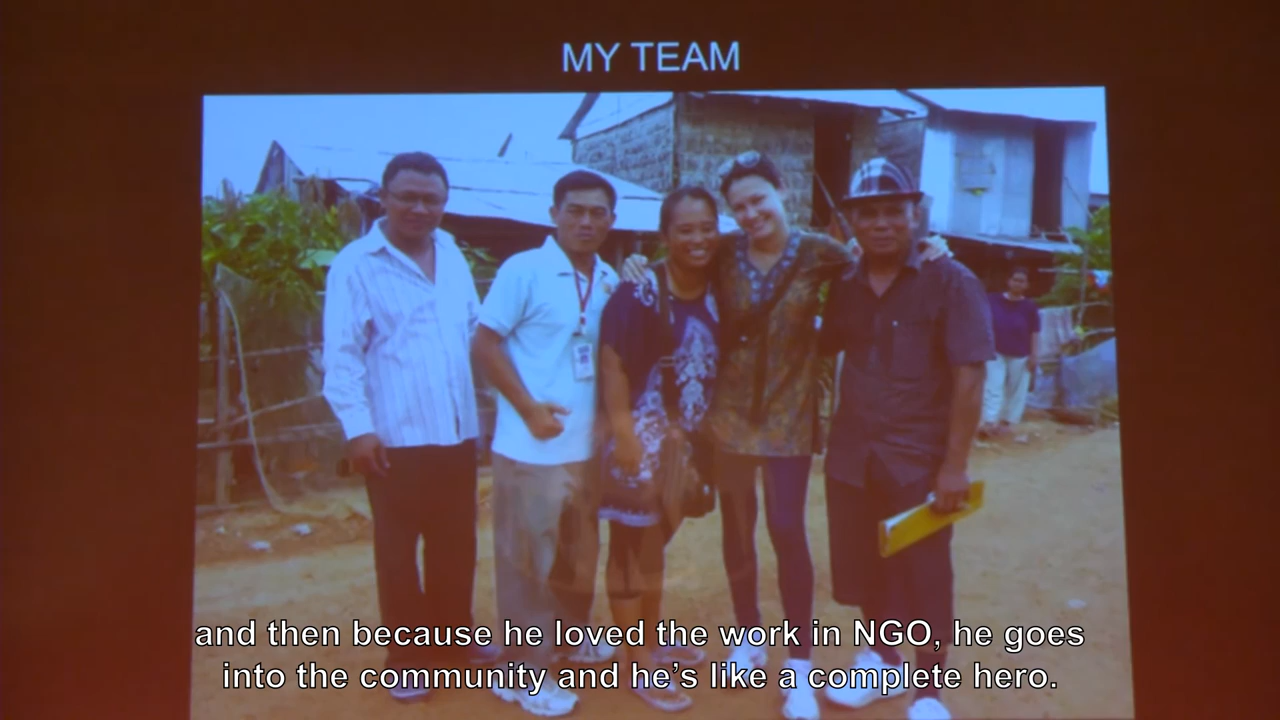 MY TEAM
and then because he loved the work in NGO, he goes
into the community and he’s like a complete hero.